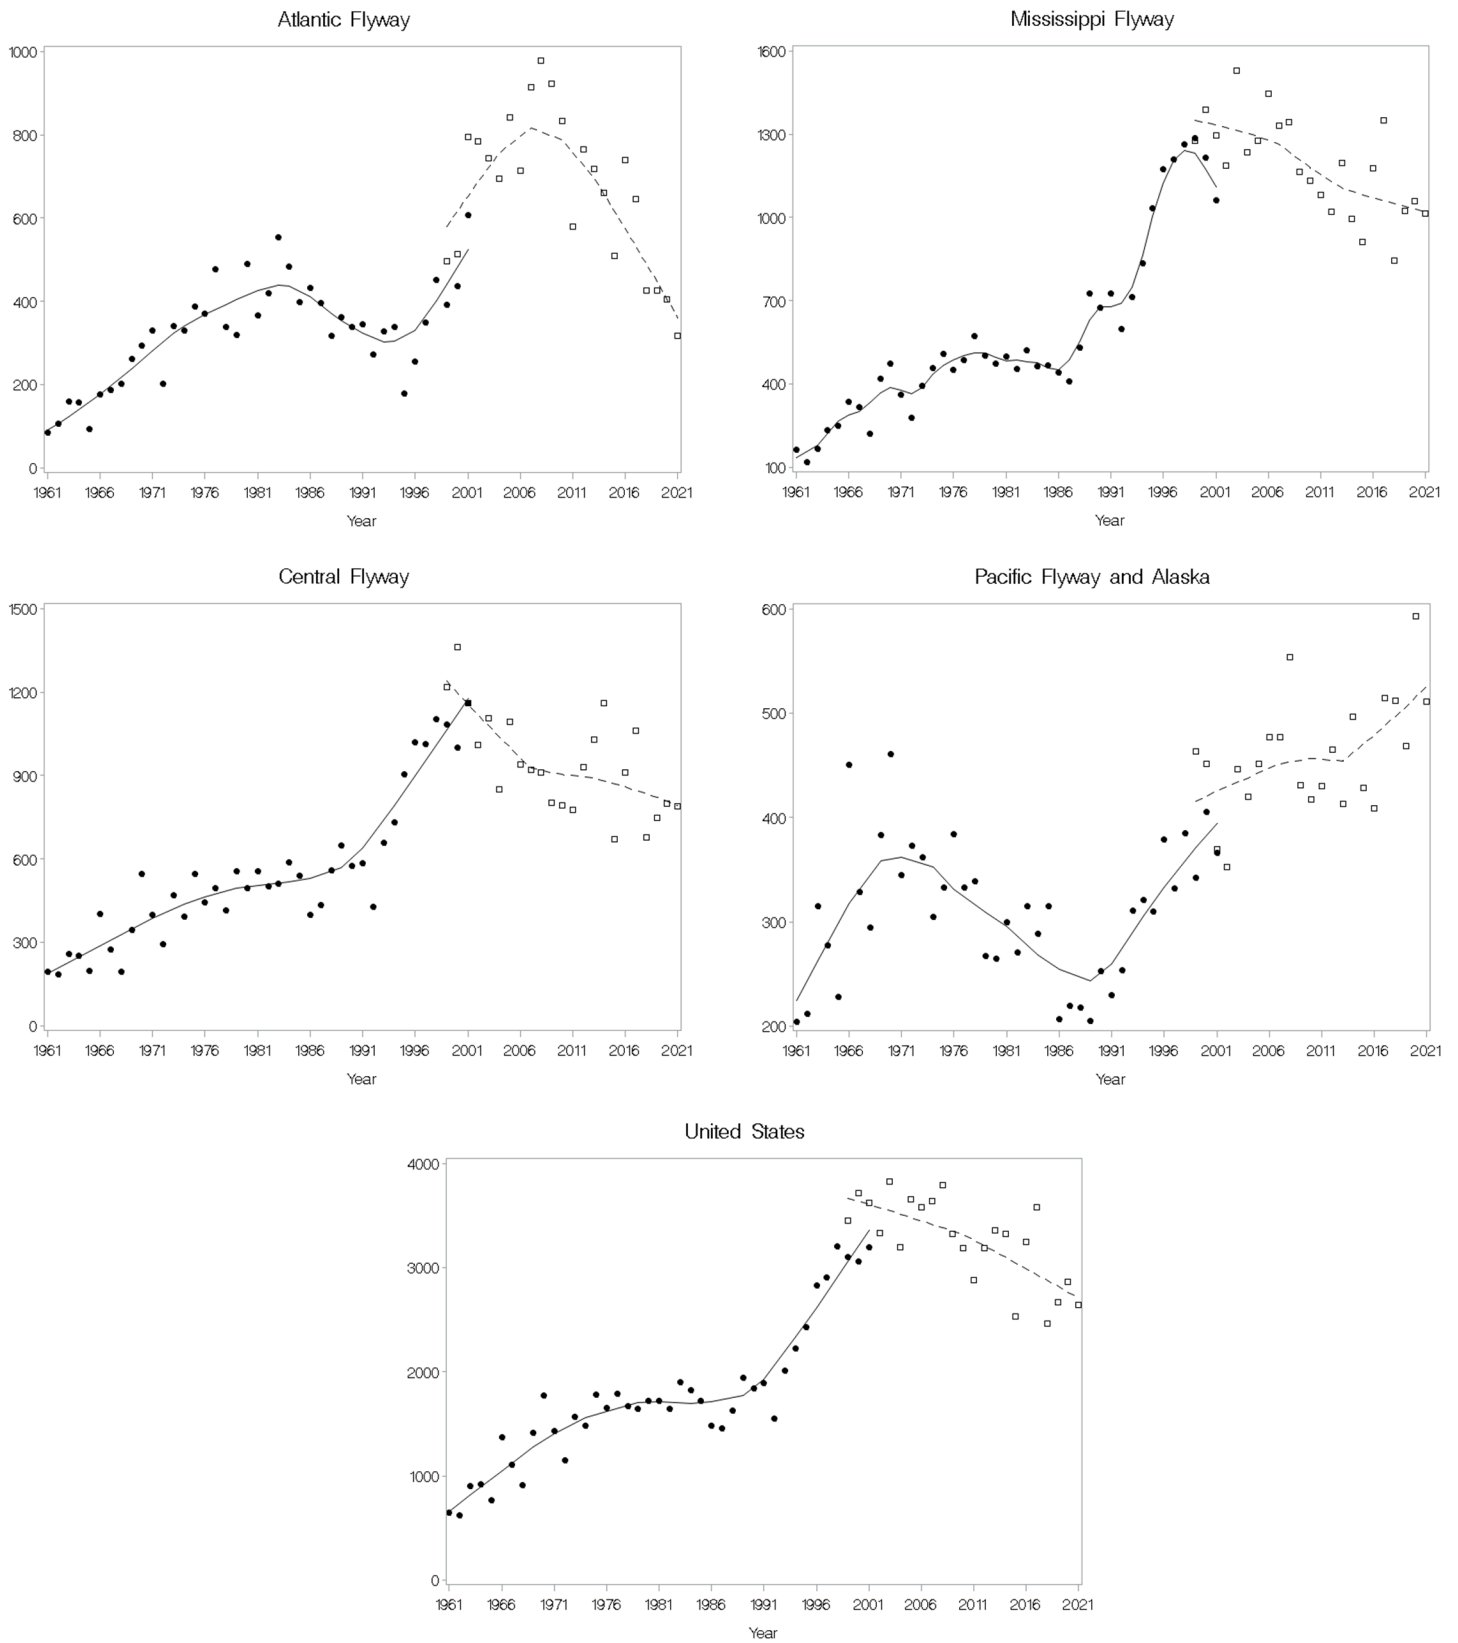 Atlantic Flyway
1000
800
600
400
200
0
1961 1966 1971 1976 1981 1986 1991 1996 2001 2006 2011 2016 2021
Year
Mississippi Flyway
1600
1300
1000
700
400
100
1961 1966 1971 1976 1981 1986 1991 1996 2001 2006 2011 2016 2021
Year
Central Flyway
1500
1200
900
600
300
0
1961 1966 1971 1976 1981 1986 1991 1996 2001 2006 2011 2016 2021
Year
Pacific Flyway and Alaska
600
500
400
300
200
1961 1966 1971 1976 1981 1986 1991 1996 2001 2006 2011 2016 2021
Year
United States
4000
3000
2000
1000
0
1961 1966 1971 1976 1981 1986 1991 1996 2001 2006 2011 2016 2021
Year